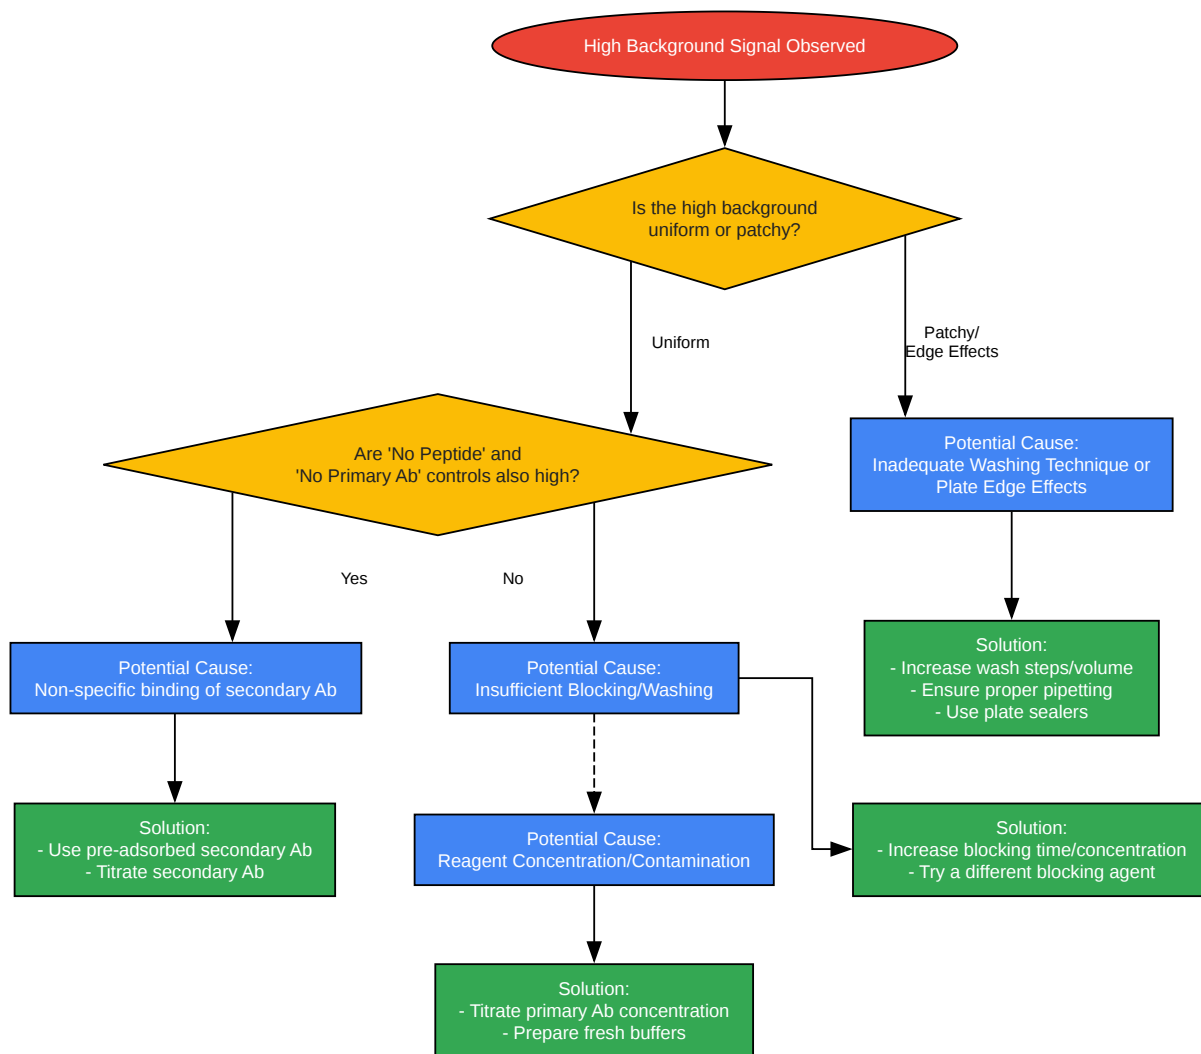 High Background Signal Observed
Is the high background
uniform or patchy?
Uniform
Patchy/
Edge Effects
Are 'No Peptide' and
'No Primary Ab' controls also high?
Potential Cause:
Inadequate Washing Technique or
Plate Edge Effects
Yes
No
Potential Cause:
Non-specific binding of secondary Ab
Potential Cause:
Insufficient Blocking/Washing
Solution:
- Increase wash steps/volume
- Ensure proper pipetting
- Use plate sealers
Solution:
- Use pre-adsorbed secondary Ab
- Titrate secondary Ab
Potential Cause:
Reagent Concentration/Contamination
Solution:
- Increase blocking time/concentration
- Try a different blocking agent
Solution:
- Titrate primary Ab concentration
- Prepare fresh buffers